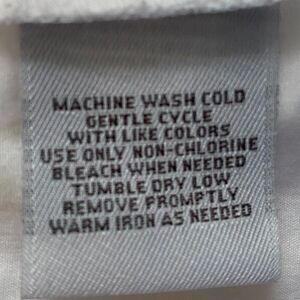 MACHINE WASH COLD
GENTLE CYCLE
WITH LIKE COLORS
USE ONLY NON-CHLORINE
BLEACH WHEN NEEDED
TUMBLE DRY LOW
REMOVE PROMPTLY
WARM IRON AS NEEDED